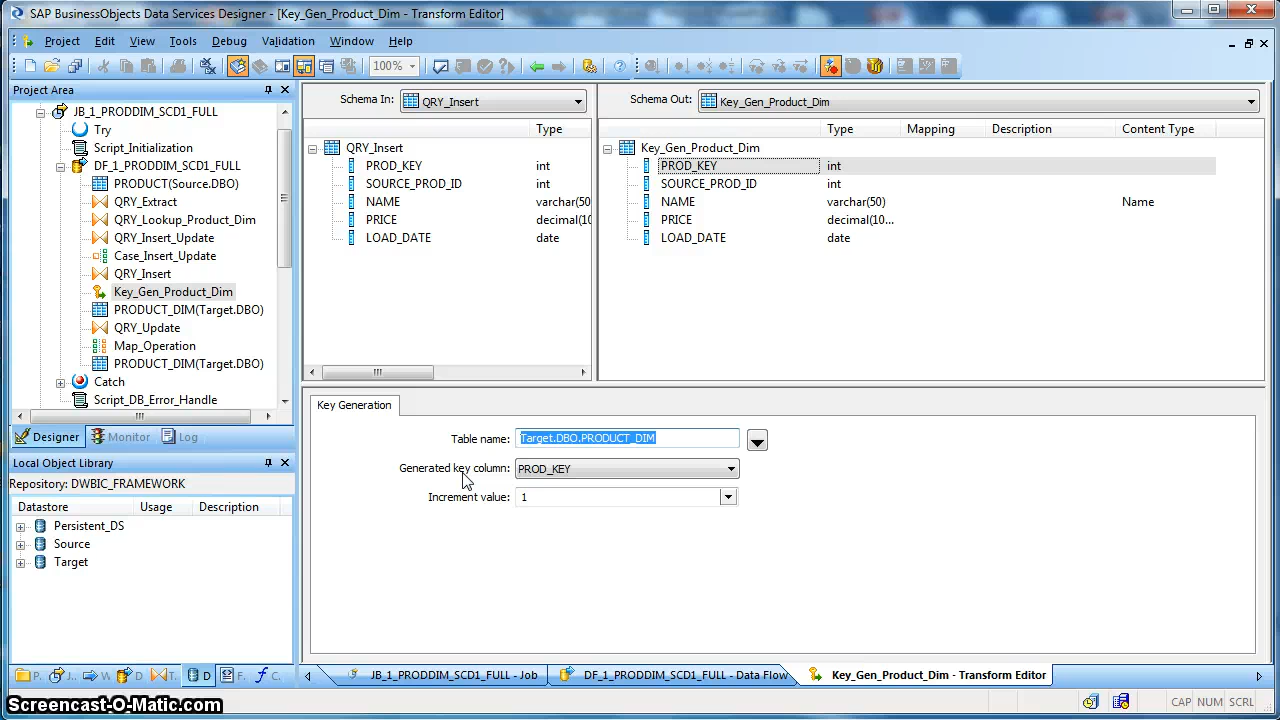 SAP BusinessObjects Data Services Designer - [Key_Gen_Product_Dim - Transform Editor]
Project Edit View Tools Debug Validation Window Help
100%
Project Area
JB_1_PRODDIM_SCD1_FULL
Try
Script_Initialization
DF_1_PRODDIM_SCD1_FULL
PRODUCT(Source.DBO)
QRY_Extract
QRY_Lookup_Product_Dim
QRY_Insert_Update
Case_Insert_Update
QRY_Insert
Key_Gen_Product_Dim
PRODUCT_DIM(Target.DBO)
QRY_Update
Map_Operation
PRODUCT_DIM(Target.DBO)
Catch
Script_DB_Error_Handle
Designer Monitor Log
Local Object Library
Repository: DWBIC_FRAMEWORK
Datastore Usage Description
Persistent_DS
Source
Target
P. J.. W D T. D F. C.
Schema In: QRY_Insert
Type
QRY_Insert
PROD_KEY int
SOURCE_PROD_ID int
NAME varchar(50
PRICE decimal(10
LOAD_DATE date
Schema Out: Key_Gen_Product_Dim
Type Mapping Description Content Type
Key_Gen_Product_Dim
PROD_KEY int
SOURCE_PROD_ID int
NAME varchar(50) Name
PRICE decimal(10...
LOAD_DATE date
Key Generation
Table name: Target.DBO.PRODUCT_DIM
Generated key column: PROD_KEY
Increment value: 1
JB_1_PRODDIM_SCD1_FULL - Job DF_1_PRODDIM_SCD1_FULL - Data Flow Key_Gen_Product_Dim - Transform Editor
CAP NUM SCRL
Screencast-O-Matic.com